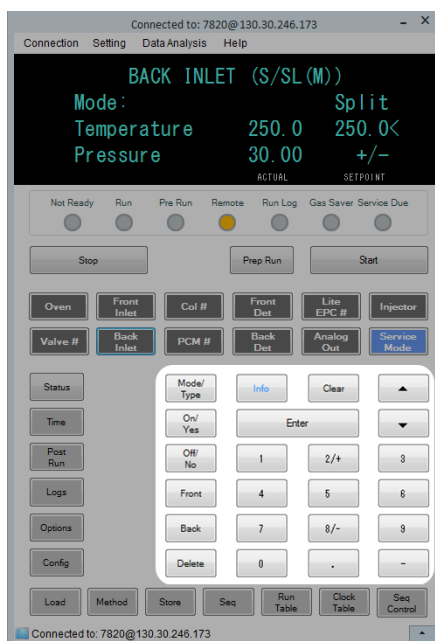 Connected to: 7820@130.30.246.173
Connection Setting Data Analysis Help
BACK INLET (S/SL(M))
Mode: Split
Temperature 250.0 250.0<
Pressure 30.00 +/-
ACTUAL SETPOINT
Not Ready Run Pre Run Remote Run Log Gas Saver Service Due
Stop Prep Run Start
Oven Front Inlet Col # Front Det Lite EPC # Injector
Valve # Back Inlet PCM # Back Det Analog Out Service Mode
Status Mode/Type Info Clear
Time On/Yes Enter
Post Run Off/No 1 2/+ 3
Logs Front 4 5 6
Options Back 7 8/- 9
Config Delete 0 . -
Load Method Store Seq Run Table Clock Table Seq Control
Connected to: 7820@130.30.246.173